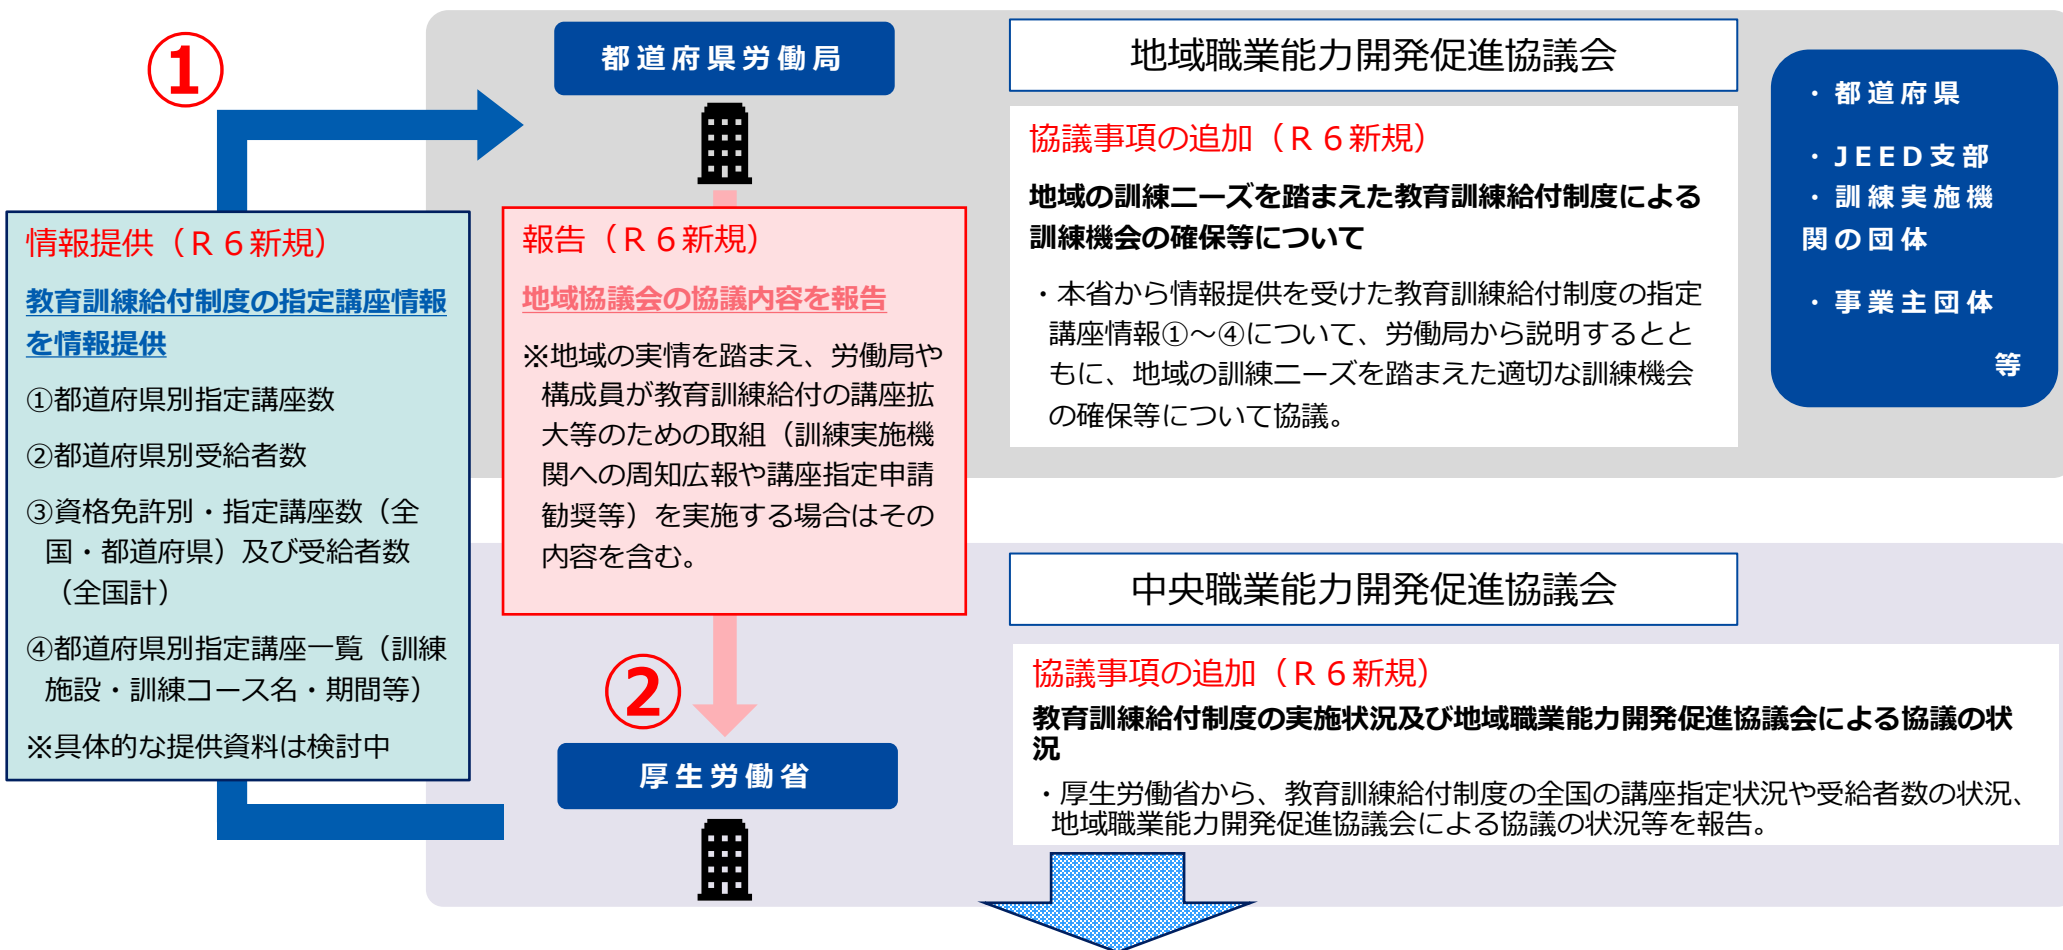 ①
都道府県労働局
地域職業能力開発促進協議会
協議事項の追加（Ｒ６新規）
地域の訓練ニーズを踏まえた教育訓練給付制度による
訓練機会の確保等について
・本省から情報提供を受けた教育訓練給付制度の指定
講座情報①～④について、労働局から説明するとと
もに、地域の訓練ニーズを踏まえた適切な訓練機会
の確保等について協議。
・都道府県
・JEED支部
・訓練実施機
関の団体
・事業主団体
等
情報提供（Ｒ６新規）
教育訓練給付制度の指定講座情報
を情報提供
①都道府県別指定講座数
②都道府県別受給者数
③資格免許別・指定講座数（全
国・都道府県）及び受給者数
（全国計）
④都道府県別指定講座一覧（訓練
施設・訓練コース名・期間等）
※具体的な提供資料は検討中
報告（Ｒ６新規）
地域協議会の協議内容を報告
※地域の実情を踏まえ、労働局や
構成員が教育訓練給付の講座拡
大等のための取組（訓練実施機
関への周知広報や講座指定申請
勧奨等）を実施する場合はその
内容を含む。
②
厚生労働省
中央職業能力開発促進協議会
協議事項の追加（Ｒ６新規）
教育訓練給付制度の実施状況及び地域職業能力開発促進協議会による協議の状
況
・厚生労働省から、教育訓練給付制度の全国の講座指定状況や受給者数の状況、
地域職業能力開発促進協議会による協議の状況等を報告。